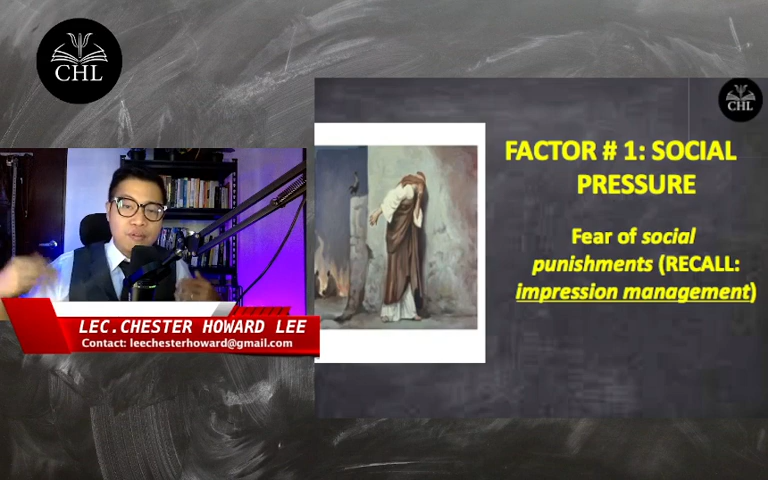 CHL
CHL
FACTOR # 1: SOCIAL
PRESSURE
Fear of social
punishments (RECALL:
impression management)
LEC.CHESTER HOWARD LEE
Contact: leechesterhoward@gmail.com